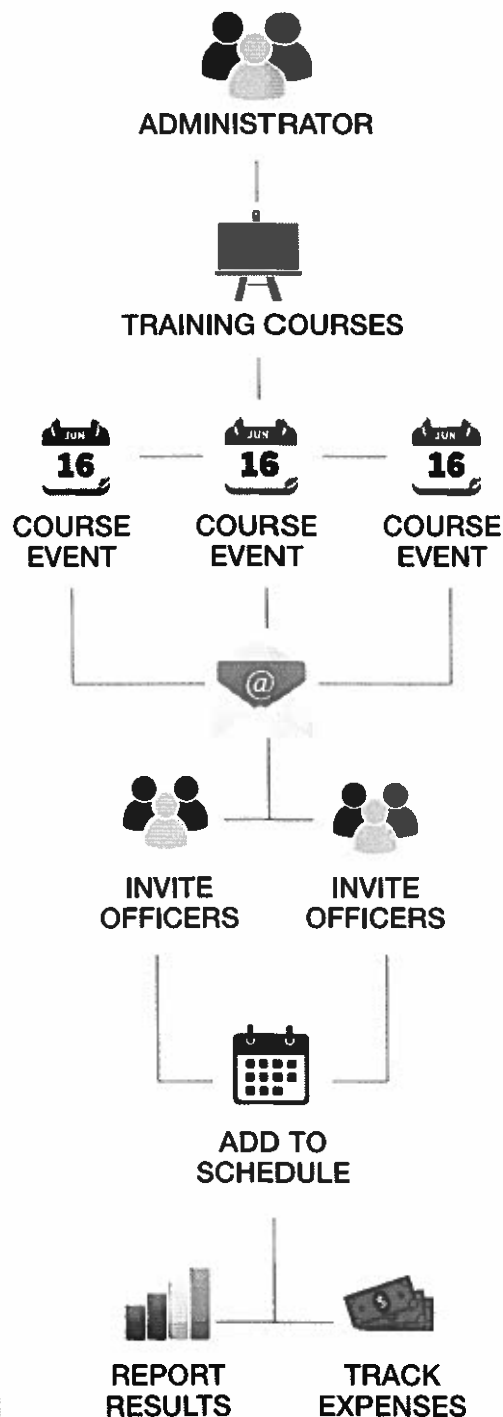 ADMINISTRATOR
TRAINING COURSES
JUN JUN JUN
16 16 16
COURSE COURSE COURSE
EVENT EVENT EVENT
@
INVITE INVITE
OFFICERS OFFICERS
$
ADD TO
SCHEDULE
REPORT TRACK
RESULTS EXPENSES